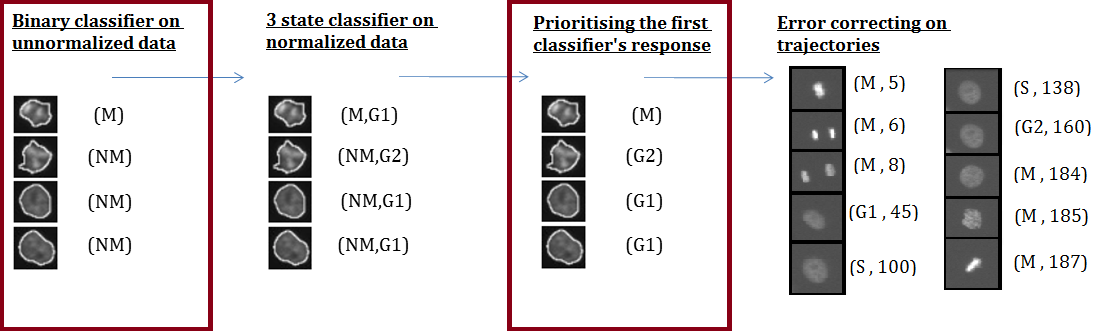 Binary classifier on
unnormalized data
(M)
(NM)
(NM)
(NM)
3 state classifier on
normalized data
(M,G1)
(NM,G2)
(NM,G1)
(NM,G1)
Prioritising the first
classifier's response
(M)
(G2)
(G1)
(G1)
Error correcting on
trajectories
(M , 5)
(M , 6)
(M , 8)
(G1 , 45)
(S , 100)
(S , 138)
(G2, 160)
(M , 184)
(M , 185)
(M , 187)